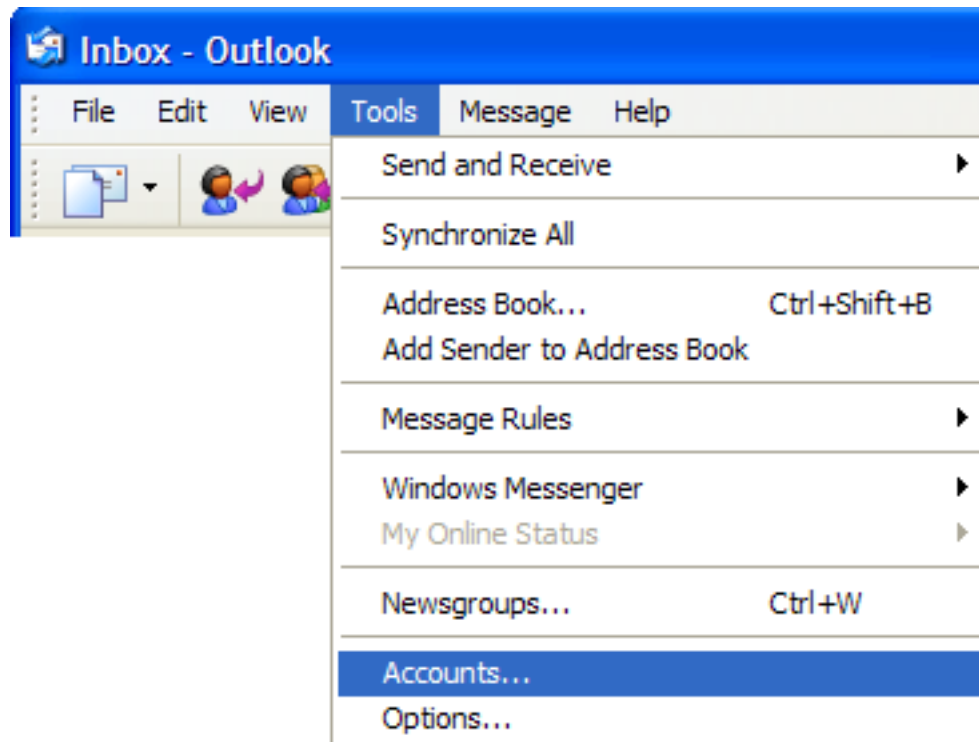 Inbox - Outlook
File Edit View Tools Message Help
Send and Receive
Synchronize All
Address Book... Ctrl+Shift+B
Add Sender to Address Book
Message Rules
Windows Messenger
My Online Status
Newsgroups... Ctrl+W
Accounts...
Options...